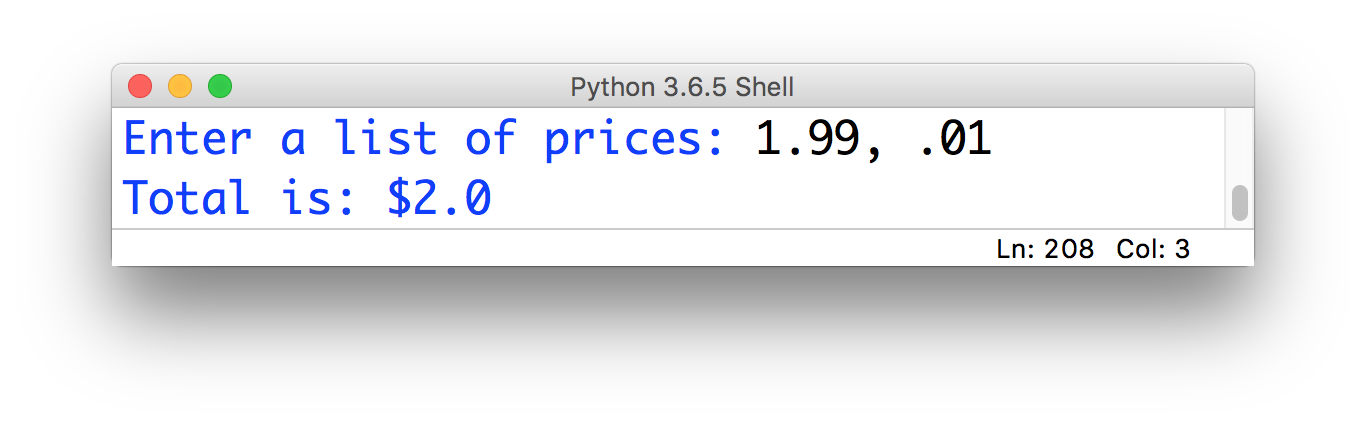 Python 3.6.5 Shell
Enter a list of prices: 1.99, .01
Total is: $2.0
Ln: 208 Col: 3